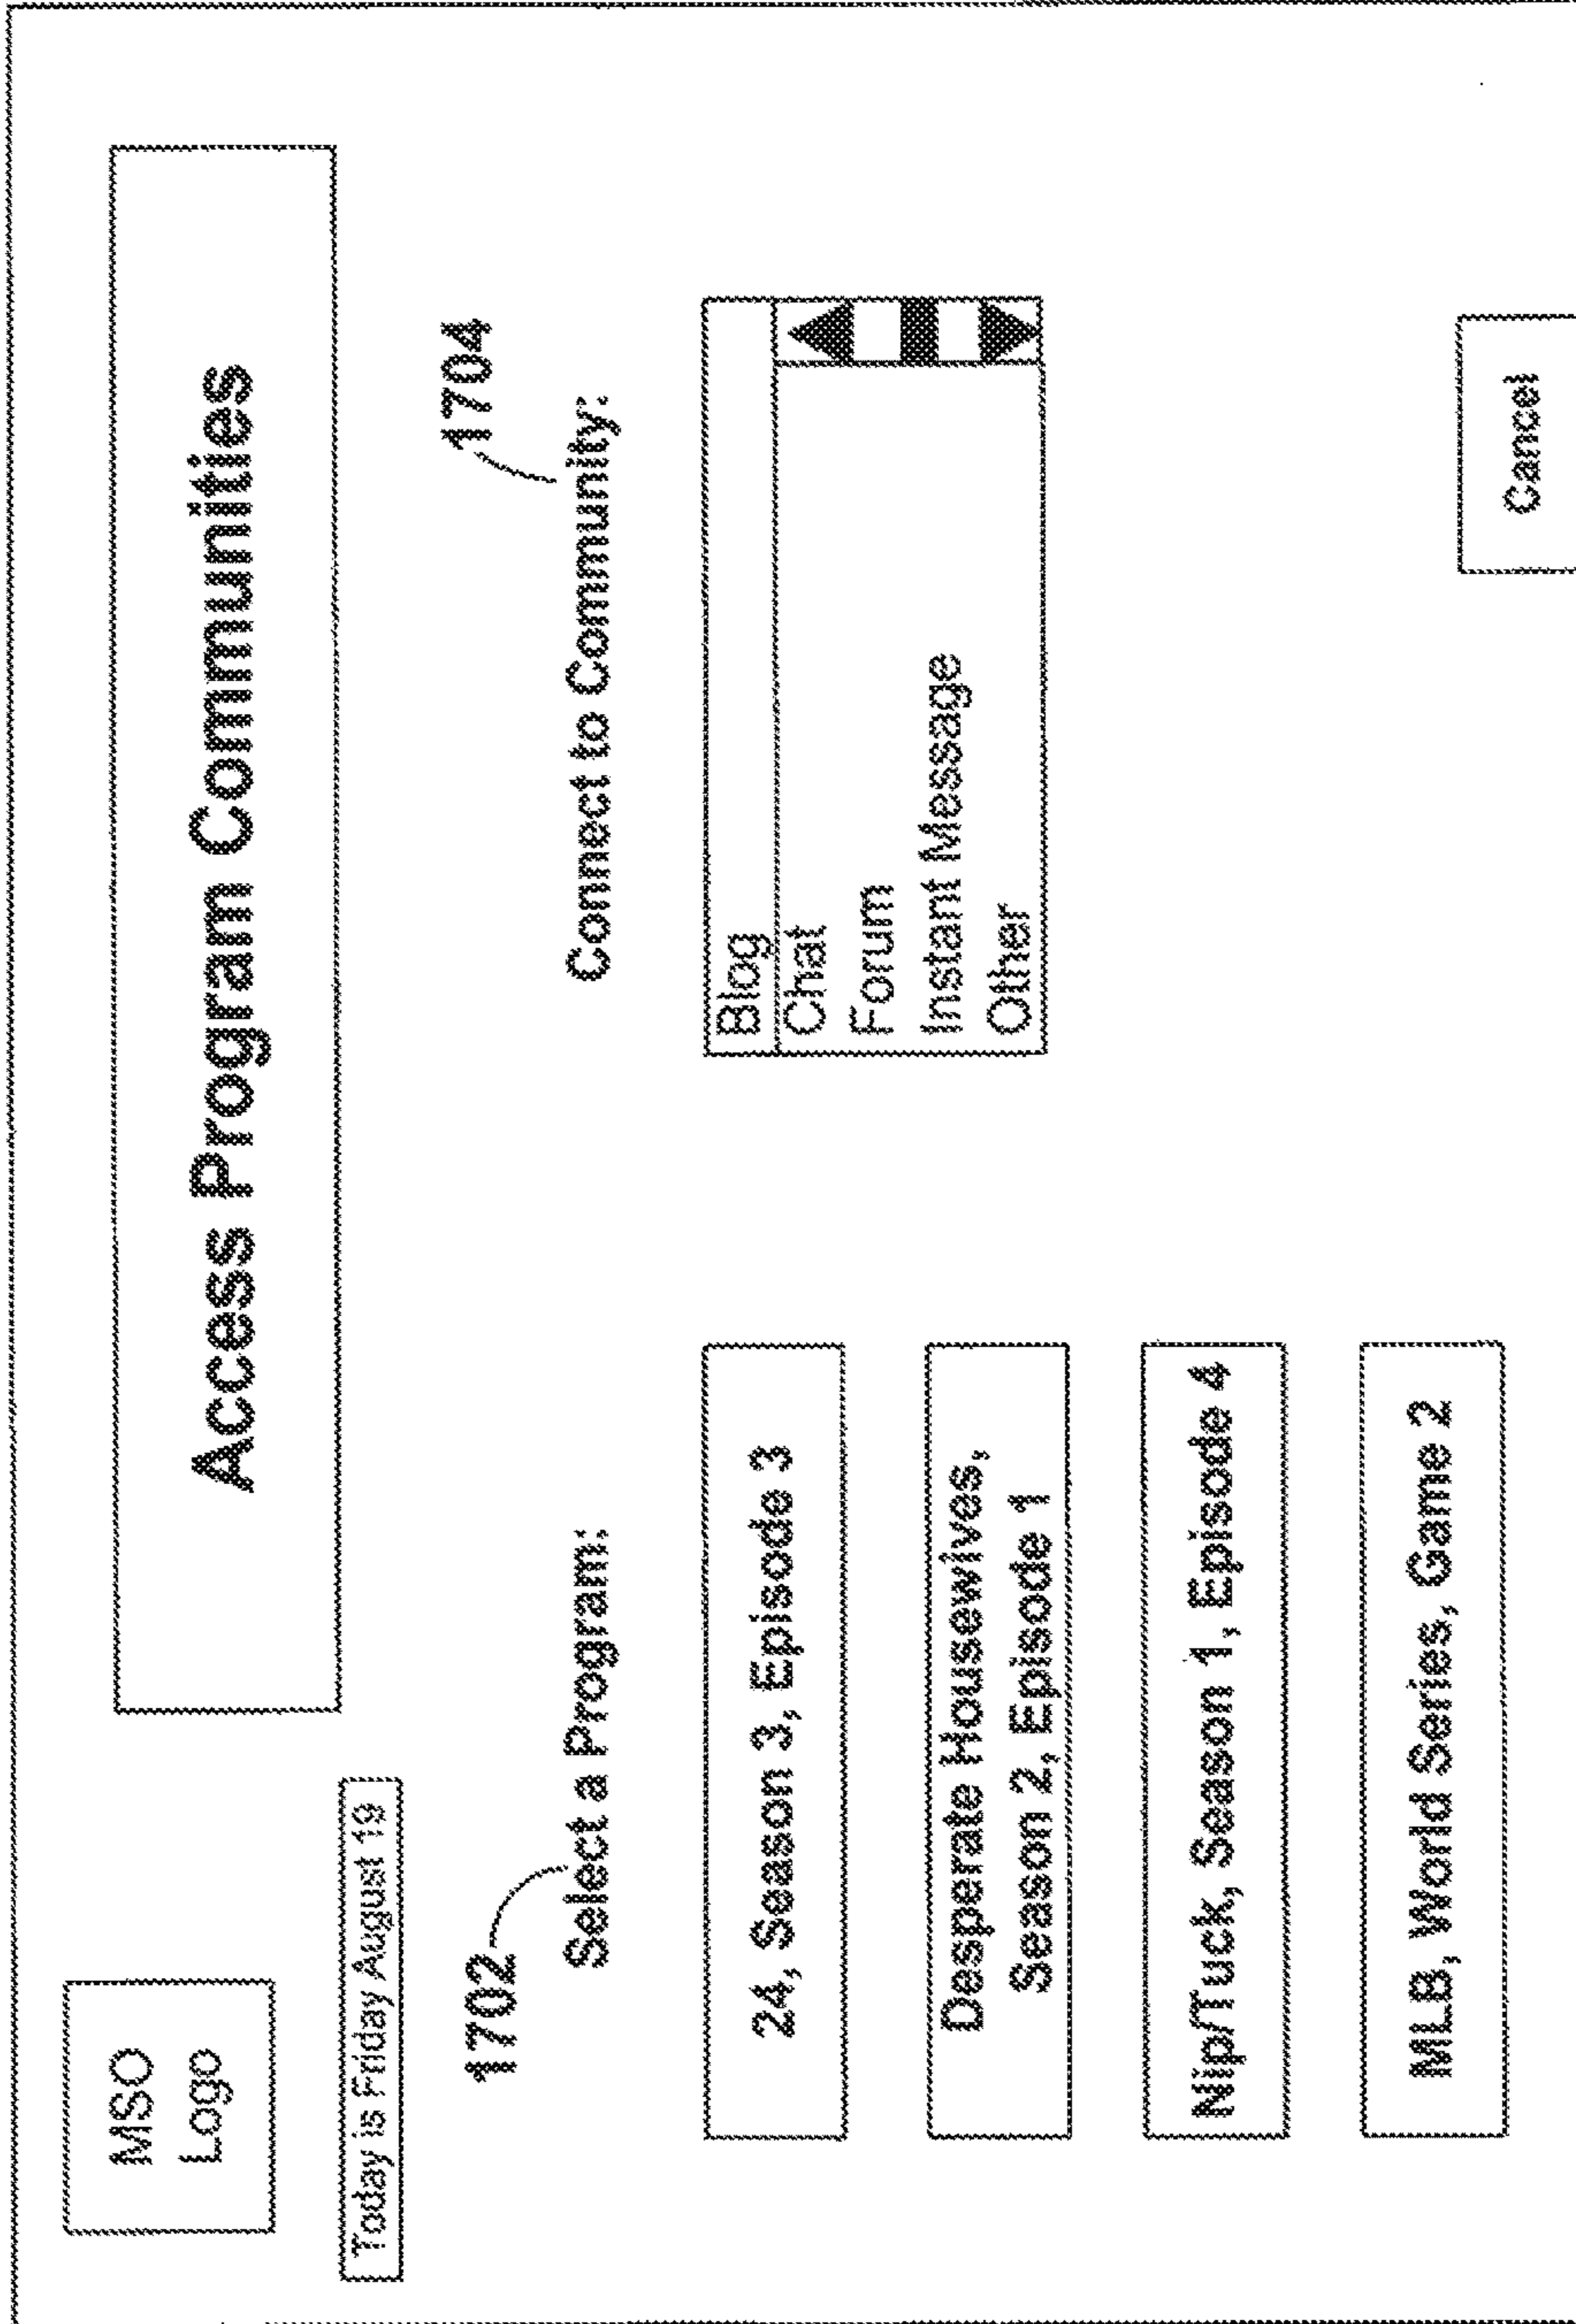 MSO
Logo
Access Program Communities
Today is Friday August 19
1702
1704
Select a Program:
Connect to Community:
24, Season 3, Episode 3
Desperate Housewives,
Season 2, Episode 1
Nip/Tuck, Season 1, Episode 4
MLB, World Series, Game 2
Blog
Chat
Forum
Instant Message
Other
Cancel